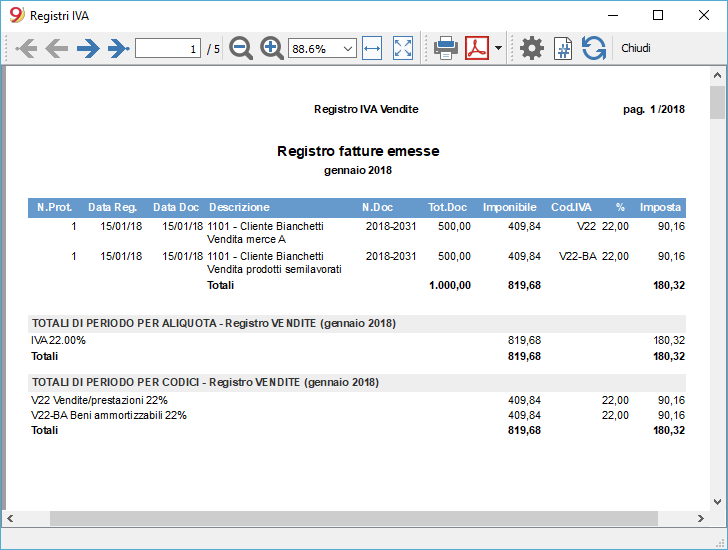 Registri IVA
1 / 5 88.6% Chiudi
Registro IVA Vendite pag. 1 /2018
Registro fatture emesse
gennaio 2018
N.Prot. Data Reg. Data Doc Descrizione N.Doc Tot.Doc Imponibile Cod.IVA % Imposta
1 15/01/18 15/01/18 1101 - Cliente Bianchetti 2018-2031 500,00 409,84 V22 22,00 90,16
Vendita merce A
1 15/01/18 15/01/18 1101 - Cliente Bianchetti 2018-2031 500,00 409,84 V22-BA 22,00 90,16
Vendita prodotti semilavorati
Totali 1.000,00 819,68 180,32
TOTALI DI PERIODO PER ALIQUOTA - Registro VENDITE (gennaio 2018)
IVA 22.00% 819,68 180,32
Totali 819,68 180,32
TOTALI DI PERIODO PER CODICI - Registro VENDITE (gennaio 2018)
V22 Vendite/prestazioni 22% 409,84 22,00 90,16
V22-BA Beni ammortizzabili 22% 409,84 22,00 90,16
Totali 819,68 180,32